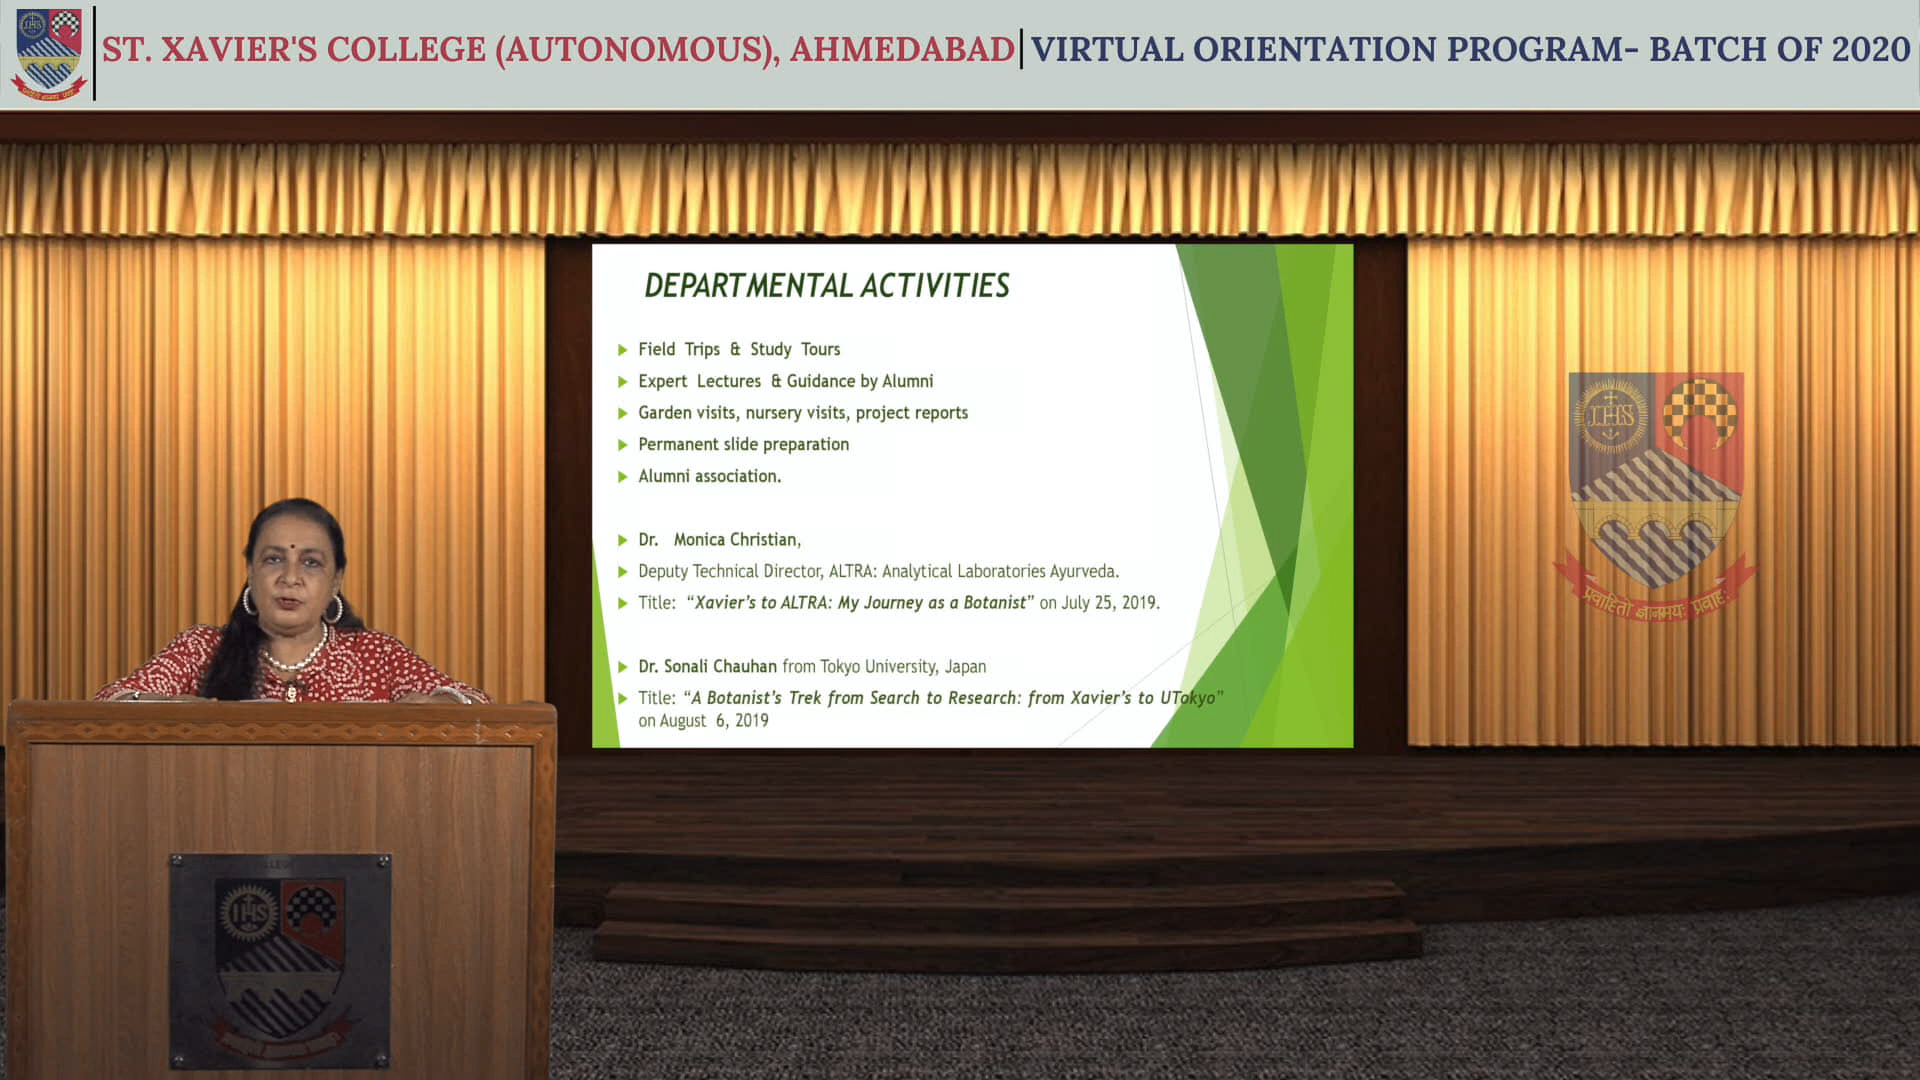 ST. XAVIER'S COLLEGE (AUTONOMOUS), AHMEDABAD VIRTUAL ORIENTATION PROGRAM- BATCH OF 2020
DEPARTMENTAL ACTIVITIES
Field Trips & Study Tours
Expert Lectures & Guidance by Alumni
Garden visits, nursery visits, project reports
Permanent slide preparation
Alumni association.
Dr. Monica Christian,
Deputy Technical Director, ALTRA: Analytical Laboratories Ayurveda.
Title: “Xavier’s to ALTRA: My Journey as a Botanist” on July 25, 2019.
Dr. Sonali Chauhan from Tokyo University, Japan
Title: “A Botanist’s Trek from Search to Research: from Xavier’s to UTokyo”
on August 6, 2019
IHS
प्रवाहितो ज्ञानमयः प्रवाहः
IHS